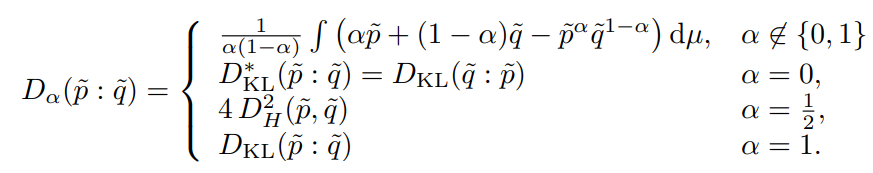 D_α(p̃ : q̃) = { 1/(α(1−α)) ∫ (αp̃ + (1 − α)q̃ − p̃^α q̃^{1−α}) dμ, α ∉ {0, 1}
D*_KL(p̃ : q̃) = D_KL(q̃ : p̃) α = 0,
4 D²_H(p̃, q̃) α = 1/2,
D_KL(p̃ : q̃) α = 1.